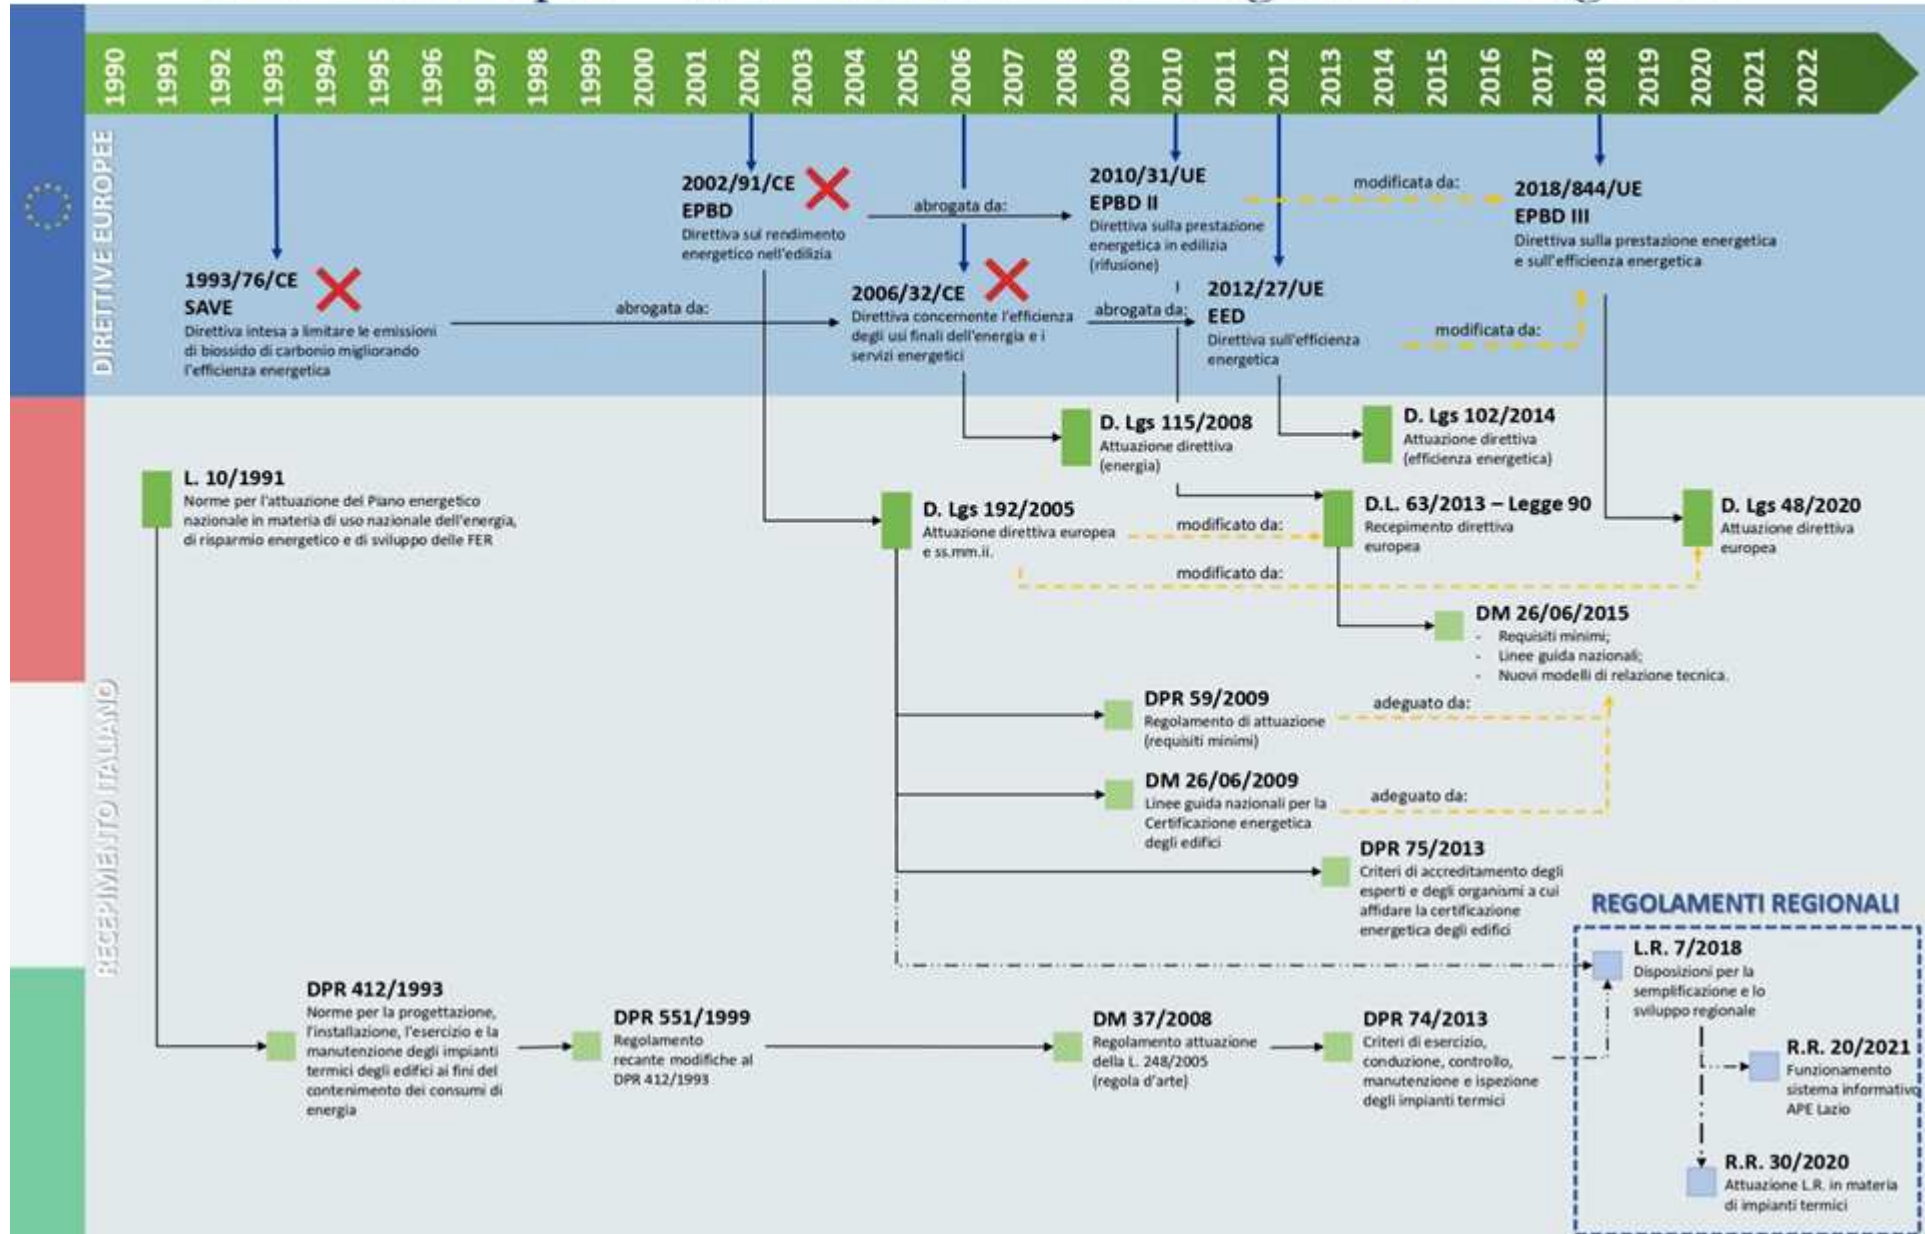 1990 1991 1992 1993 1994 1995 1996 1997 1998 1999 2000 2001 2002 2003 2004 2005 2006 2007 2008 2009 2010 2011 2012 2013 2014 2015 2016 2017 2018 2019 2020 2021 2022
DIRETTIVE EUROPEE
1993/76/CE
SAVE
Direttiva intesa a limitare le emissioni
di biossido di carbonio migliorando
l'efficienza energetica
abrogata da:
2002/91/CE
EPBD
Direttiva sul rendimento
energetico nell'edilizia
abrogata da:
2006/32/CE
Direttiva concernente l'efficienza
degli usi finali dell'energia e i
servizi energetici
abrogata da:
2010/31/UE
EPBD II
Direttiva sulla prestazione
energetica in edilizia
(rifusione)
modificata da:
2012/27/UE
EED
Direttiva sull'efficienza
energetica
modificata da:
2018/844/UE
EPBD III
Direttiva sulla prestazione energetica
e sull'efficienza energetica
RECEPIMENTO ITALIANO
L. 10/1991
Norme per l'attuazione del Piano energetico
nazionale in materia di uso nazionale dell'energia,
di risparmio energetico e di sviluppo delle FER
D. Lgs 115/2008
Attuazione direttiva
(energia)
D. Lgs 102/2014
Attuazione direttiva
(efficienza energetica)
D. Lgs 192/2005
Attuazione direttiva europea
e ss.mm.ii.
modificato da:
modificato da:
D.L. 63/2013 – Legge 90
Recepimento direttiva
europea
D. Lgs 48/2020
Attuazione direttiva
europea
DM 26/06/2015
- Requisiti minimi;
- Linee guida nazionali;
- Nuovi modelli di relazione tecnica.
DPR 59/2009
Regolamento di attuazione
(requisiti minimi)
adeguato da:
DM 26/06/2009
Linee guida nazionali per la
Certificazione energetica
degli edifici
adeguato da:
DPR 75/2013
Criteri di accreditamento degli
esperti e degli organismi a cui
affidare la certificazione
energetica degli edifici
DPR 412/1993
Norme per la progettazione,
l'installazione, l'esercizio e la
manutenzione degli impianti
termici degli edifici ai fini del
contenimento dei consumi di
energia
DPR 551/1999
Regolamento
recante modifiche al
DPR 412/1993
DM 37/2008
Regolamento attuazione
della L. 248/2005
(regola d'arte)
DPR 74/2013
Criteri di esercizio,
conduzione, controllo,
manutenzione e ispezione
degli impianti termici
REGOLAMENTI REGIONALI
L.R. 7/2018
Disposizioni per la
semplificazione e lo
sviluppo regionale
R.R. 20/2021
Funzionamento
sistema informativo
APE Lazio
R.R. 30/2020
Attuazione L.R. in materia
di impianti termici